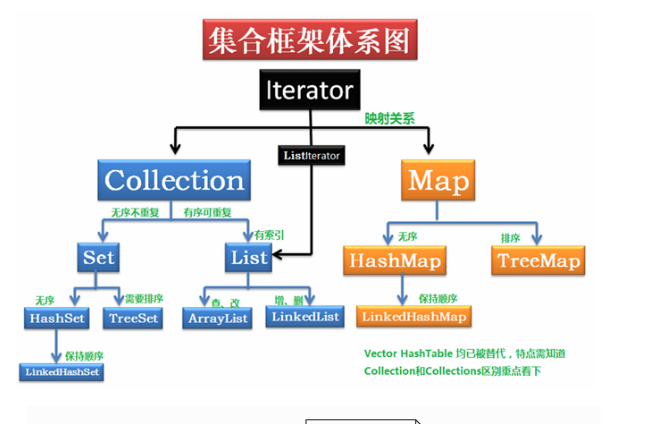 集合框架体系图
Iterator
映射关系
ListIterator
Collection
Map
无序不重复
有序可重复
有索引
无序
排序
Set
List
HashMap
TreeMap
无序
需要排序
查、改
增、删
保持顺序
HashSet
TreeSet
ArrayList
LinkedList
LinkedHashMap
保持顺序
LinkedHashSet
Vector HashTable 均已被替代，特点需知道
Collection和Collections区别重点看下